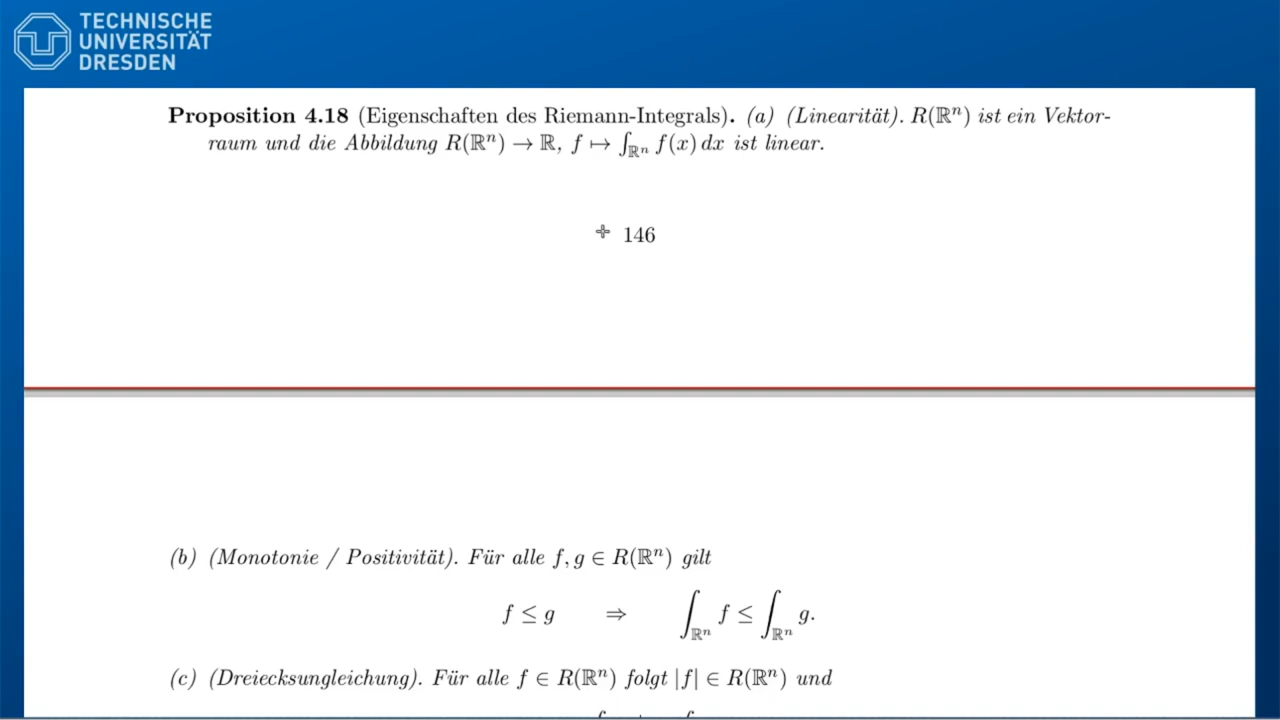 TECHNISCHE
UNIVERSITÄT
DRESDEN
Proposition 4.18 (Eigenschaften des Riemann-Integrals). (a) (Linearität). R(ℝⁿ) ist ein Vektor-
raum und die Abbildung R(ℝⁿ) → ℝ, f ↦ ∫_ℝⁿ f(x) dx ist linear.
146
(b) (Monotonie / Positivität). Für alle f, g ∈ R(ℝⁿ) gilt
f ≤ g ⇒ ∫_ℝⁿ f ≤ ∫_ℝⁿ g.
(c) (Dreiecksungleichung). Für alle f ∈ R(ℝⁿ) folgt |f| ∈ R(ℝⁿ) und